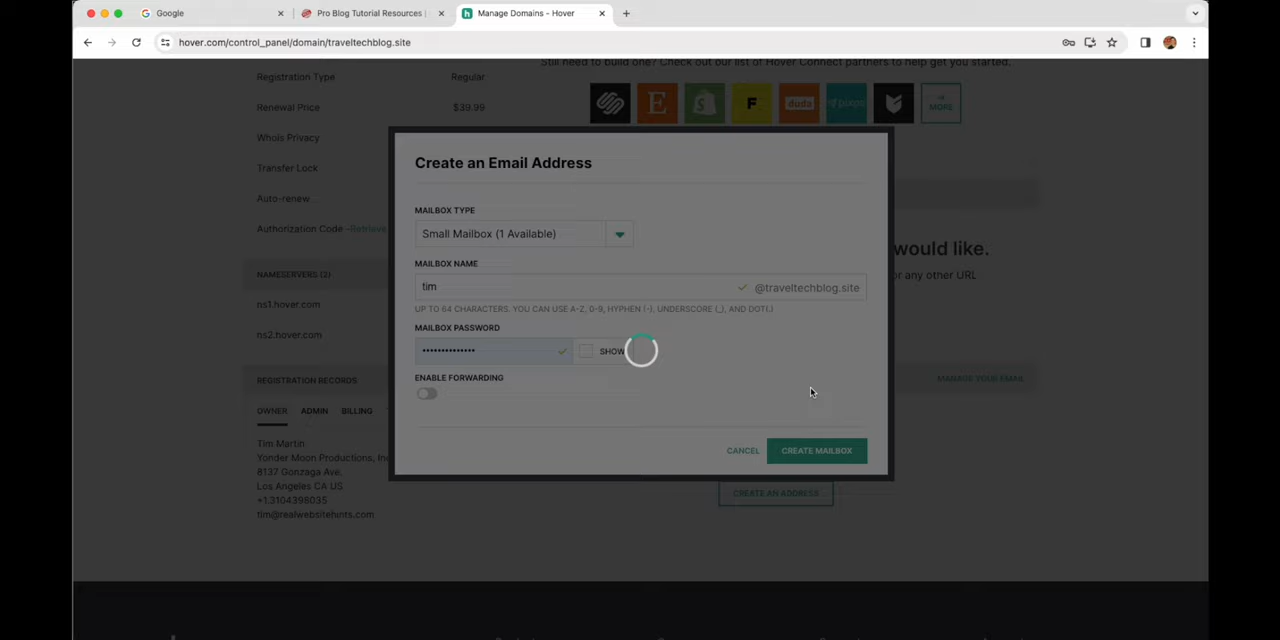 Google
Pro Blog Tutorial Resources |
Manage Domains - Hover
hover.com/control_panel/domain/traveltechblog.site
Still need to build one? Check out our list of Hover Connect partners to help get you started.
Registration Type Regular
Renewal Price $39.99
Whois Privacy
Transfer Lock
Auto-renew
Authorization Code -Retrieve
NAMESERVERS (2)
ns1.hover.com
ns2.hover.com
REGISTRATION RECORDS
OWNER ADMIN BILLING
Tim Martin
Yonder Moon Productions, In
8137 Gonzaga Ave.
Los Angeles CA US
+1.3104398035
tim@realwebsitehints.com
E
F
duda
pixpa
MORE
Create an Email Address
MAILBOX TYPE
Small Mailbox (1 Available)
MAILBOX NAME
tim @traveltechblog.site
UP TO 64 CHARACTERS. YOU CAN USE A-Z, 0-9, HYPHEN (-), UNDERSCORE (_), AND DOT(.)
MAILBOX PASSWORD
SHOW
ENABLE FORWARDING
CANCEL CREATE MAILBOX
would like.
or any other URL
MANAGE YOUR EMAIL
CREATE AN ADDRESS